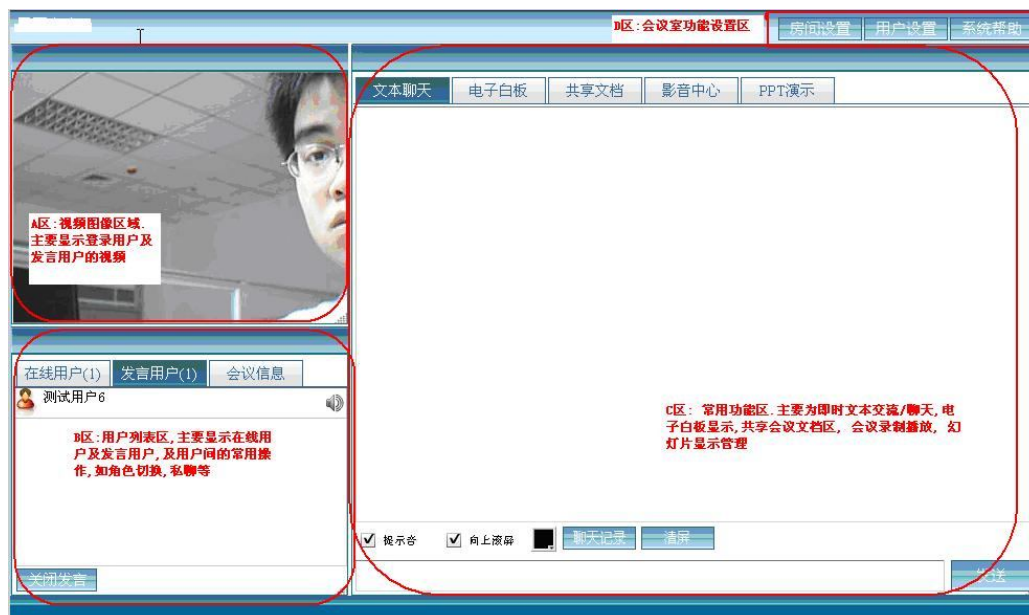 D区:会议室功能设置区
房间设置 用户设置 系统帮助
文本聊天 电子白板 共享文档 影音中心 PPT演示
A区:视频图像区域.
主要显示登录用户及
发言用户的视频
在线用户(1) 发言用户(1) 会议信息
测试用户6
B区:用户列表区,主要显示在线用
户及发言用户,及用户间的常用操
作,如角色切换,私聊等
C区: 常用功能区.主要为即时文本交流/聊天,电
子白板显示,共享会议文档区, 会议录制播放, 幻
灯片显示管理
提示音 向上滚屏 聊天记录 清屏
关闭发言
发送